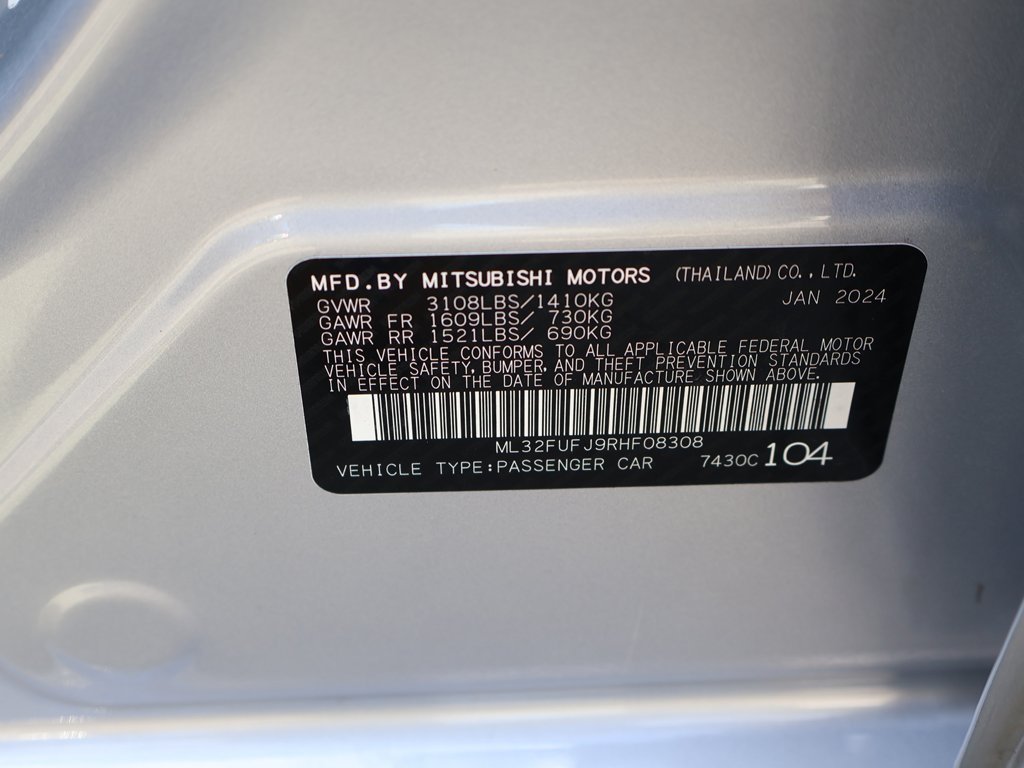 MFD.BY MITSUBISHI MOTORS (THAILAND) CO., LTD.
GVWR 3108LBS/1410KG JAN 2024
GAWR FR 1609LBS/ 730KG
GAWR RR 1521LBS/ 690KG
THIS VEHICLE CONFORMS TO ALL APPLICABLE FEDERAL MOTOR
VEHICLE SAFETY, BUMPER, AND THEFT PREVENTION STANDARDS
IN EFFECT ON THE DATE OF MANUFACTURE SHOWN ABOVE.
ML32FUFJ9RHF08308
VEHICLE TYPE:PASSENGER CAR 7430C 104